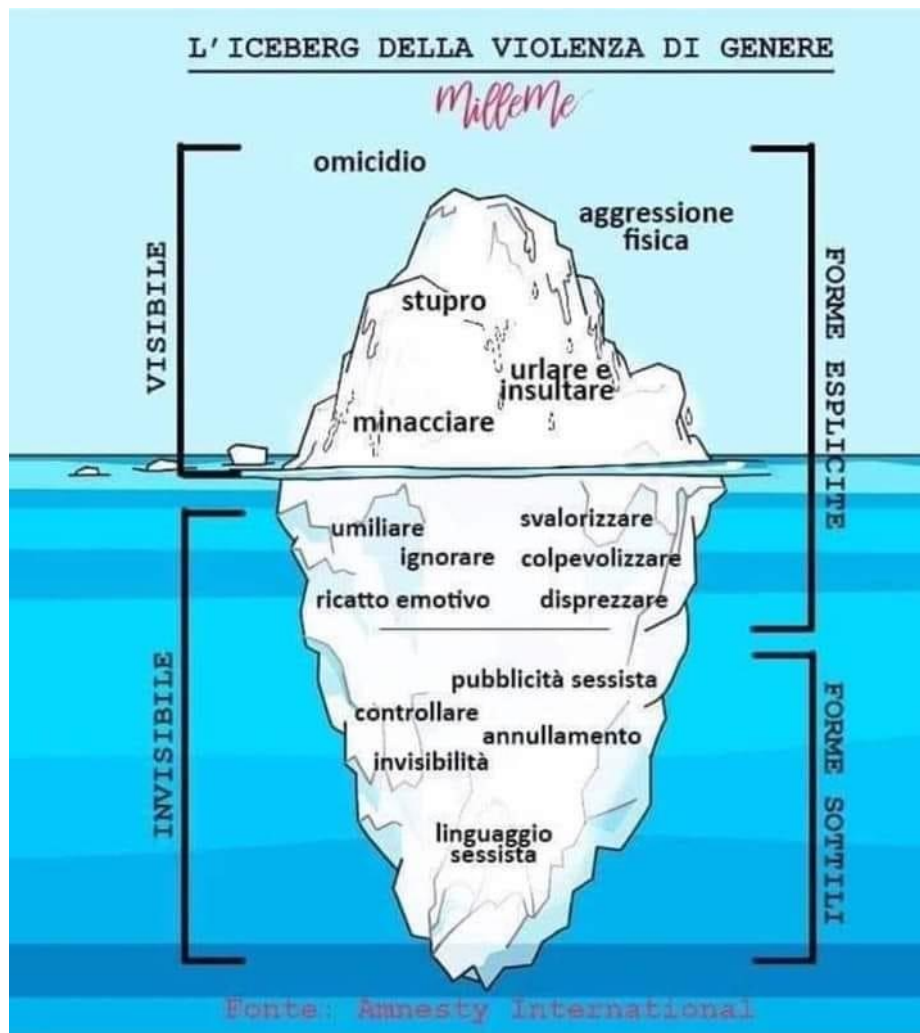 L'ICEBERG DELLA VIOLENZA DI GENERE
MilleMe
omicidio
aggressione
fisica
VISIBILE
FORME ESPLICITE
stupro
urlare e
insultare
minacciare
umiliare
svalorizzare
ignorare
colpevolizzare
ricatto emotivo
disprezzare
INVISIBILE
FORME SOTTILI
pubblicità sessista
controllare
annullamento
invisibilità
linguaggio
sessista
Fonte: Amnesty International